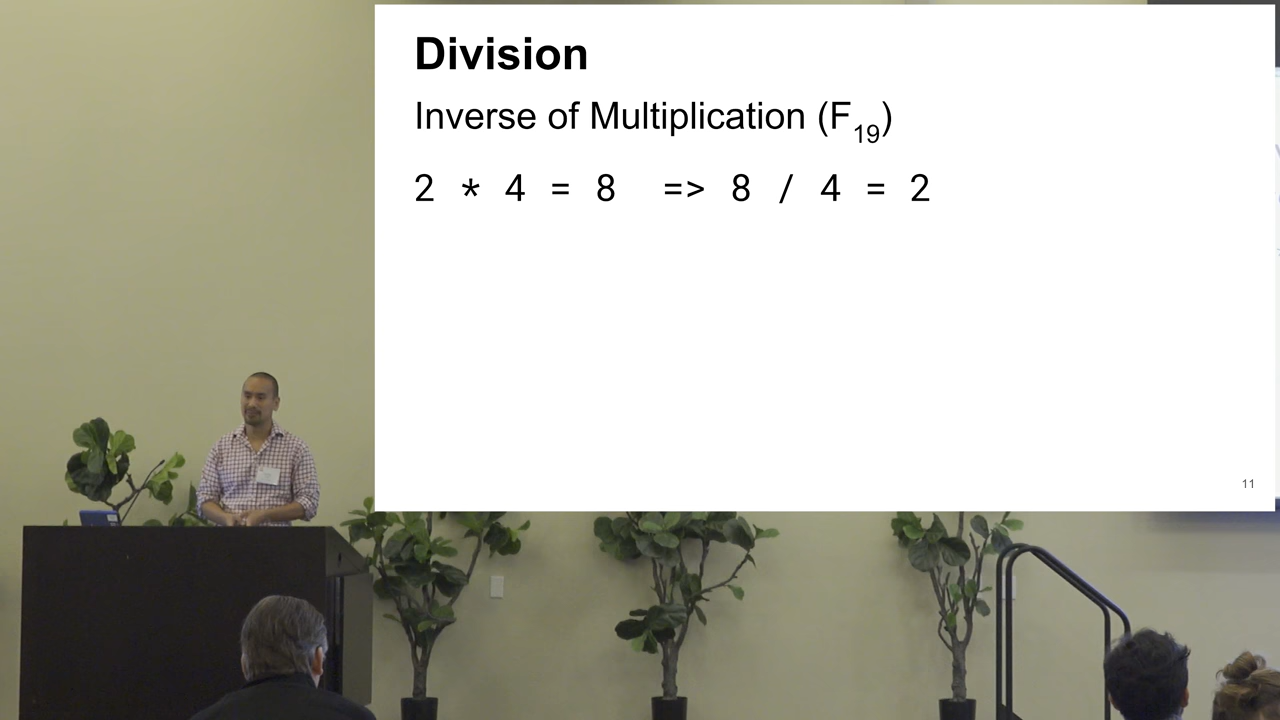 Division
Inverse of Multiplication (F19)
2 * 4 = 8 => 8 / 4 = 2
11